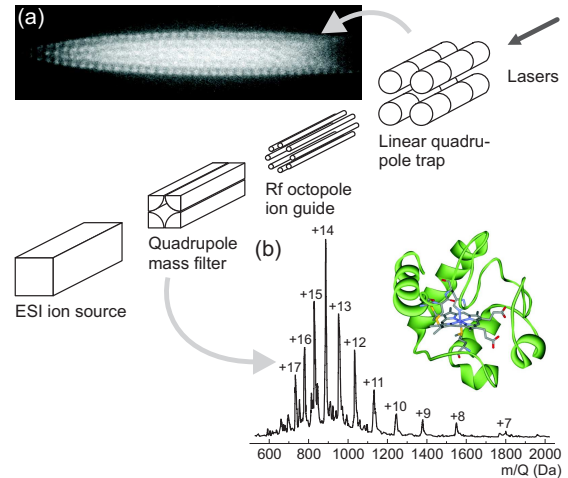 (a)
Lasers
Linear quadru-
pole trap
Rf octopole
ion guide
Quadrupole
mass filter
ESI ion source
(b)
+14
+15
+13
+16
+12
+17
+11
+10
+9
+8
+7
600 800 1000 1200 1400 1600 1800 2000
m/Q (Da)